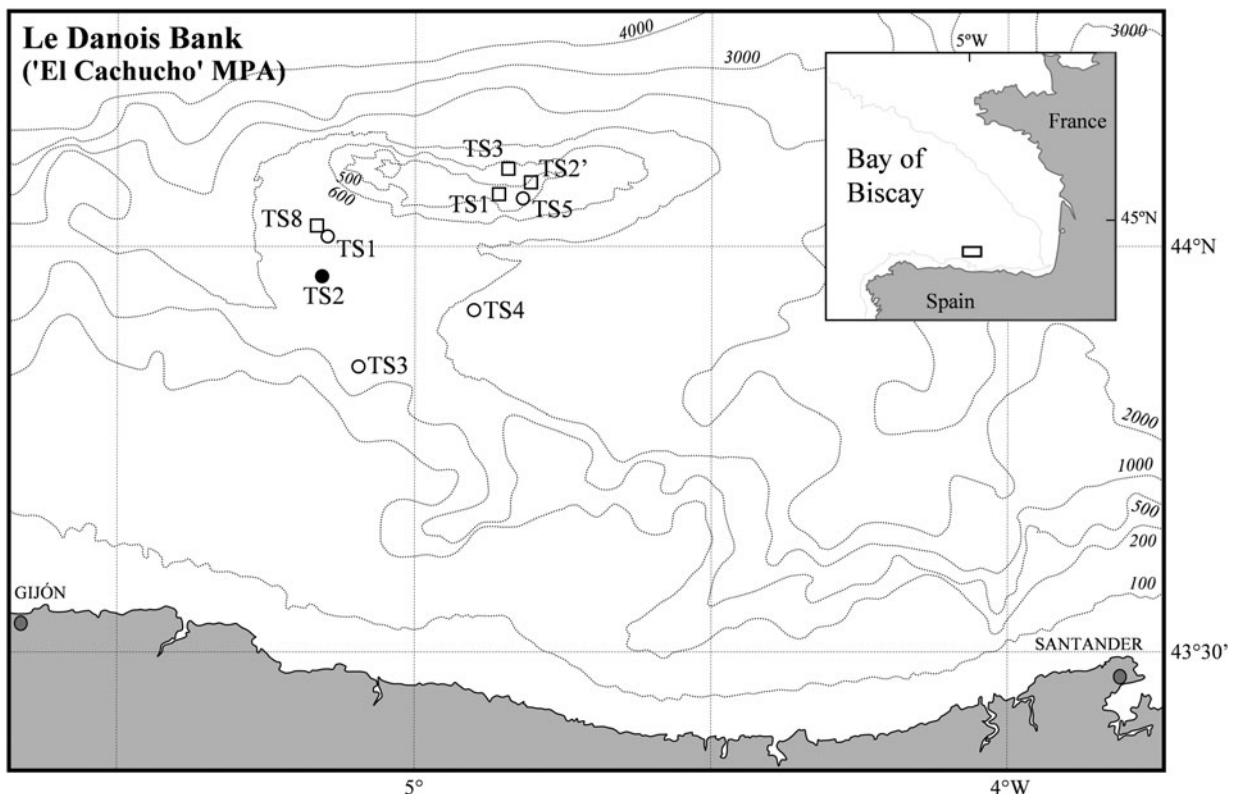 Le Danois Bank
('El Cachucho' MPA)
4000
3000
3000
5°W
France
Bay of
Biscay
45°N
Spain
TS3
TS2’
500
600
TS1
TS5
TS8
TS1
44°N
TS2
TS4
TS3
2000
1000
500
200
100
GIJÓN
SANTANDER
43°30’
5°
4°W